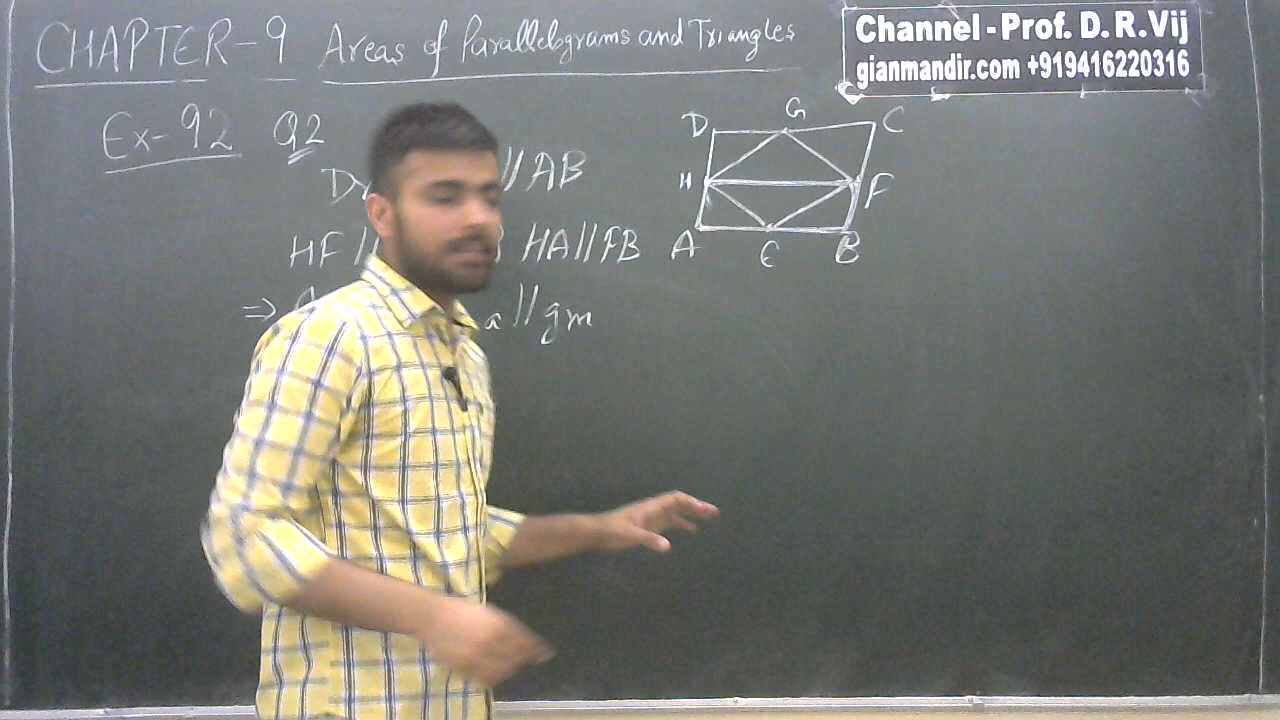 CHAPTER-9 Areas of Parallelograms and Triangles
Channel - Prof. D. R. Vij
gianmandir.com +919416220316
Ex-9.2 Q2
// AB
HF // HA // FB
⇒ a // gm
D G C
H F
A E B